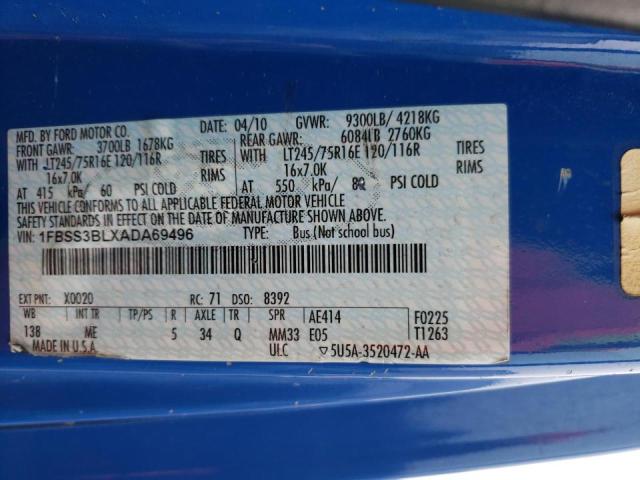 MFD. BY FORD MOTOR CO. DATE: 04/10 GVWR: 9300LB/ 4218KG
FRONT GAWR: 3700LB 1678KG REAR GAWR: 6084LB 2760KG
WITH LT245/75R16E 120/116R TIRES WITH LT245/75R16E 120/116R TIRES
16x7.0K RIMS 16x7.0K RIMS
AT 415 kPa/ 60 PSI COLD AT 550 kPa/ 80 PSI COLD
THIS VEHICLE CONFORMS TO ALL APPLICABLE FEDERAL MOTOR VEHICLE
SAFETY STANDARDS IN EFFECT ON THE DATE OF MANUFACTURE SHOWN ABOVE.
VIN: 1FBSS3BLXADA69496 TYPE: Bus (Not school bus)
EXT PNT: X0020 RC: 71 DSO: 8392
WB INT TR TP/PS R AXLE TR SPR AE414 F0225
138 ME 5 34 Q MM33 E05 T1263
MADE IN U.S.A. ULC ▽5U5A-3520472-AA